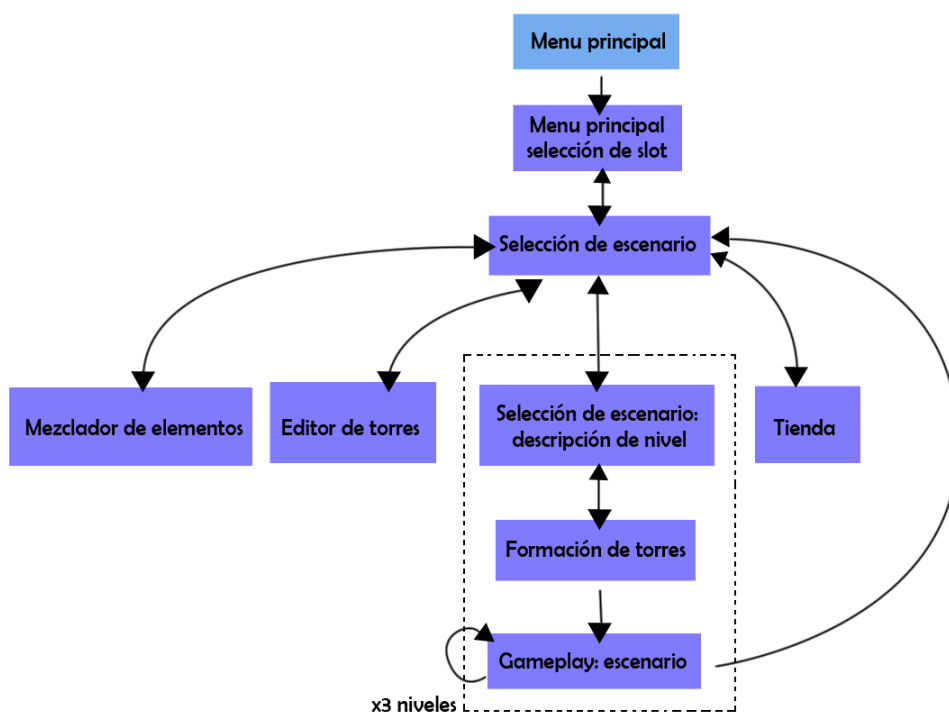 Menu principal
Menu principal
selección de slot
Selección de escenario
Mezclador de elementos
Editor de torres
Selección de escenario:
descripción de nivel
Tienda
Formación de torres
Gameplay: escenario
x3 niveles